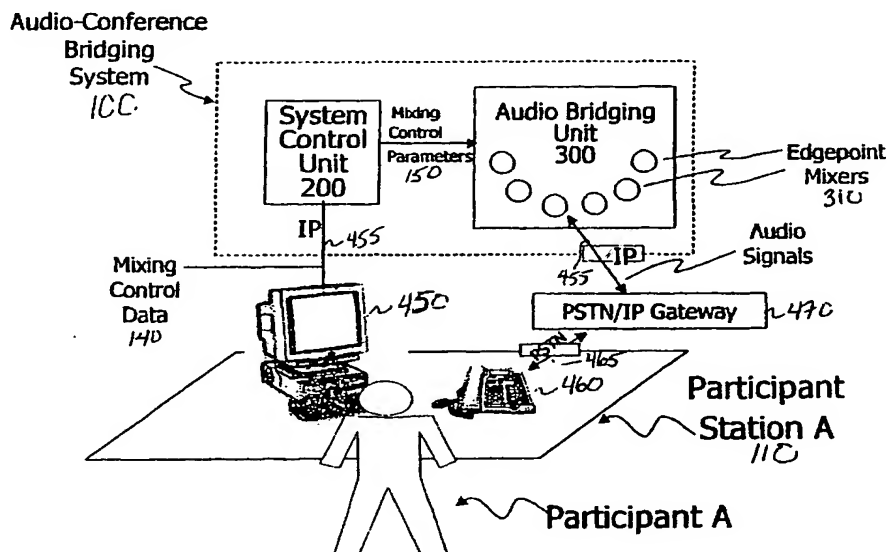 Audio-Conference
Bridging
System
100
System
Control
Unit
200
Mixing
Control
Parameters
150
Audio Bridging
Unit
300
Edgepoint
Mixers
310
IP
455
IP
455
Audio
Signals
Mixing
Control
Data
140
450
PSTN/IP Gateway
470
PSTN
465
460
Participant
Station A
110
Participant A